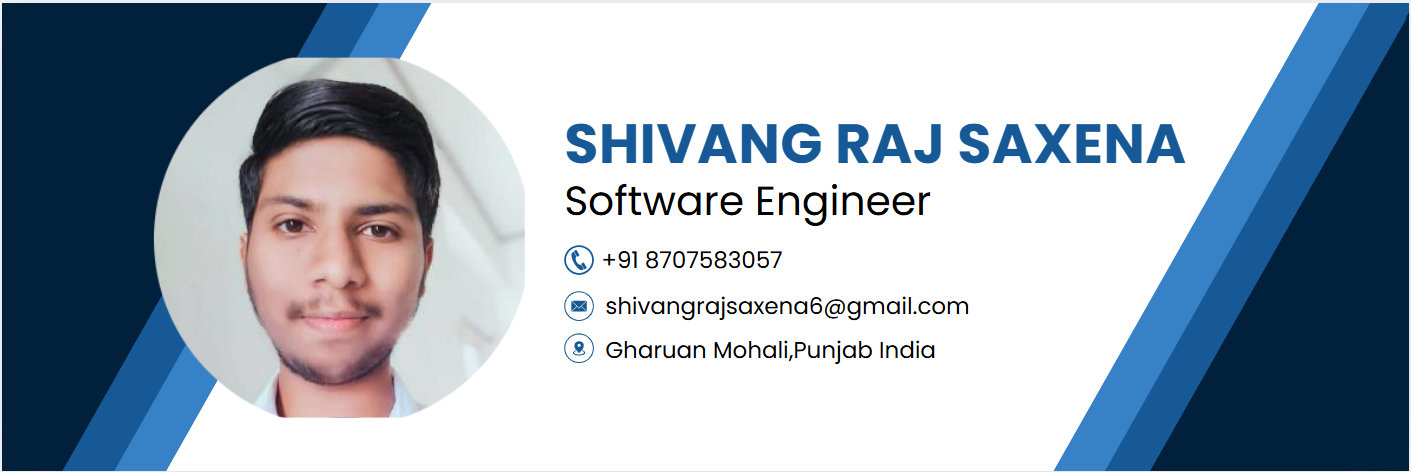 SHIVANG RAJ SAXENA
Software Engineer
+91 8707583057
shivangrajsaxena6@gmail.com
Gharuan Mohali,Punjab India